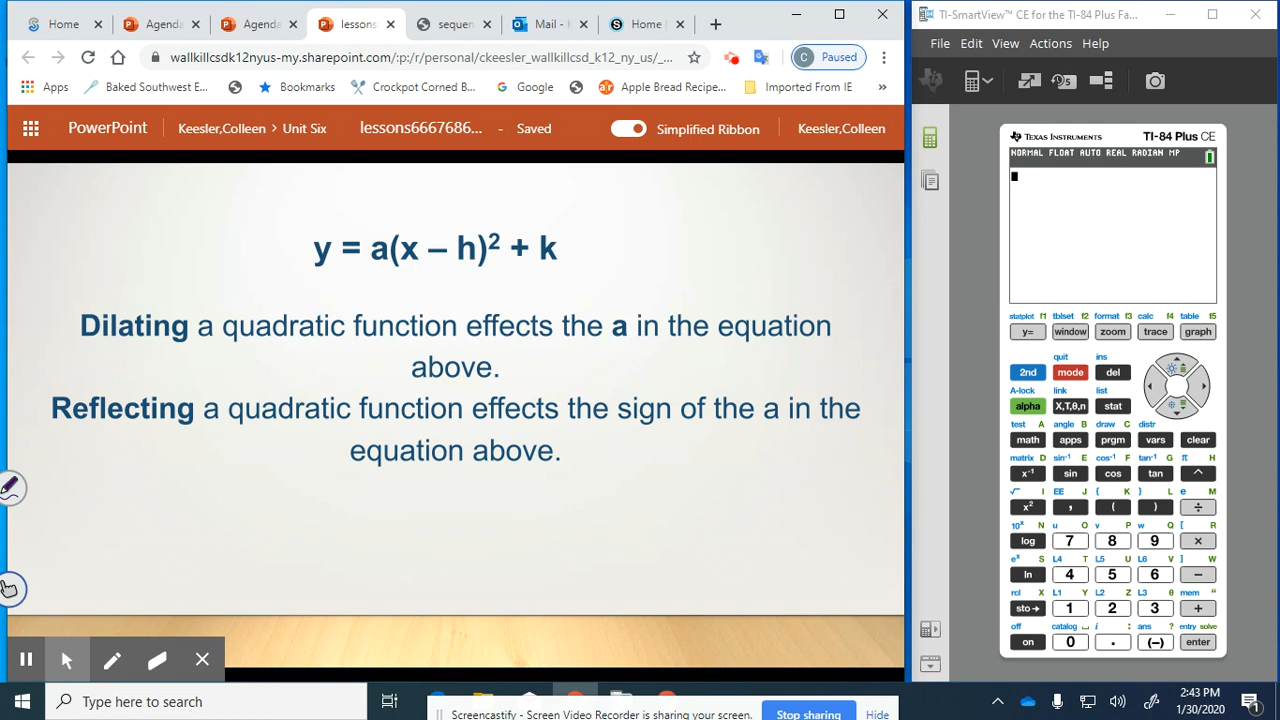 Home
Agenda
Agenda
lessons
sequen
Mail -
Home |
TI-SmartView™ CE for the TI-84 Plus Fa...
wallkillcsdk12nyus-my.sharepoint.com/:p:/r/personal/ckeesler_wallkillcsd_k12_ny_us/_...
C Paused
File Edit View Actions Help
Apps Baked Southwest E... Bookmarks Crockpot Corned B... Google Apple Bread Recipe... Imported From IE »
PowerPoint Keesler,Colleen > Unit Six lessons6667686... - Saved Simplified Ribbon Keesler,Colleen
y = a(x – h)² + k
Dilating a quadratic function effects the a in the equation
above.
Reflecting a quadratic function effects the sign of the a in the
equation above.
TEXAS INSTRUMENTS TI-84 Plus CE
NORMAL FLOAT AUTO REAL RADIAN MP
statplot f1 tblset f2 format f3 calc f4 table f5
y= window zoom trace graph
quit ins
2nd mode del
A-lock link list
alpha X,T,θ,n stat
test A angle B draw C distr
math apps prgm vars clear
matrix D sin⁻¹ E cos⁻¹ F tan⁻¹ G π H
x⁻¹ sin cos tan ^
√ I EE J { K } L e M
x² , ( ) ÷
10ˣ N u O v P w Q [ R
log 7 8 9 ×
eˣ S L4 T L5 U L6 V ] W
ln 4 5 6 −
rcl X L1 Y L2 Z L3 θ mem "
sto→ 1 2 3 +
off catalog ⎵ i : ans ? entry solve
on 0 . (−) enter
Type here to search
Screencastify - Screen Video Recorder is sharing your screen. Stop sharing Hide
2:43 PM
1/30/2020
1